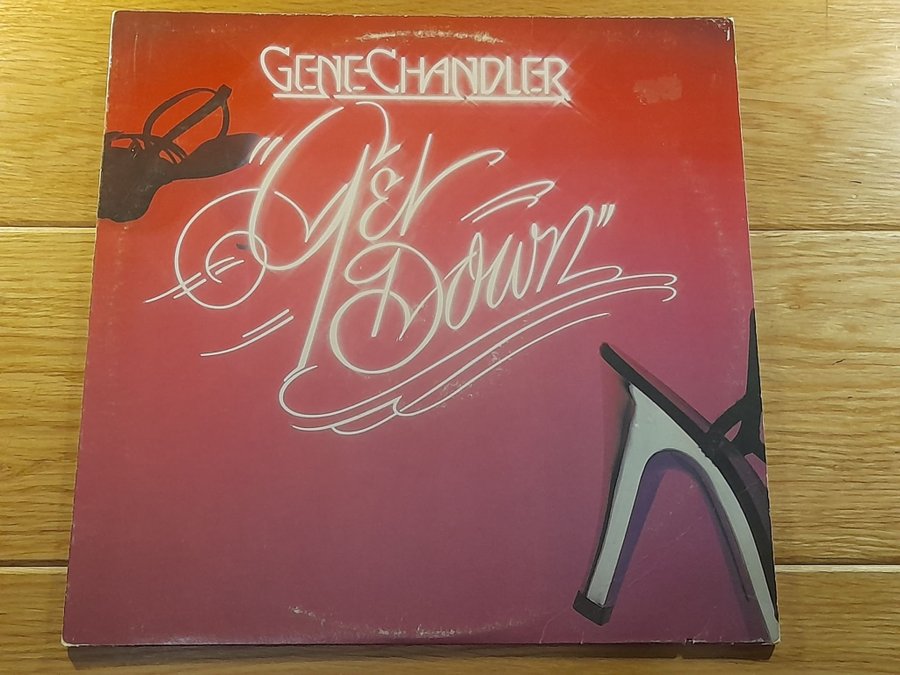 GENE CHANDLER
"GET
DOWN"